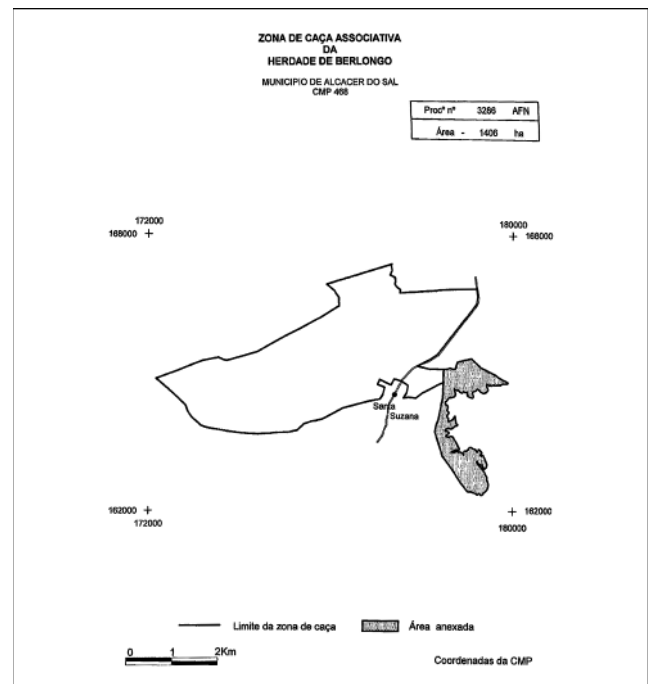 ZONA DE CAÇA ASSOCIATIVA
DA
HERDADE DE BERLONGO
MUNICIPIO DE ALCACER DO SAL
CMP 466
Procº nº 3286 AFN
Área - 1406 ha
172000
168000
180000
168000
Santa
Suzana
162000
172000
162000
180000
Limite da zona de caça
Área anexada
0 1 2Km
Coordenadas da CMP